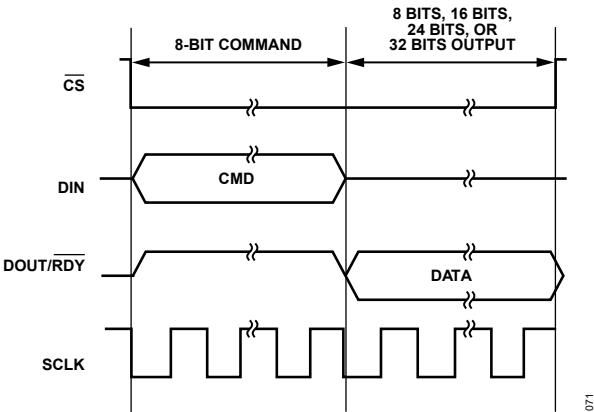 8-BIT COMMAND
8 BITS, 16 BITS,
24 BITS, OR
32 BITS OUTPUT
CS
DIN
CMD
DOUT/RDY
DATA
SCLK
071